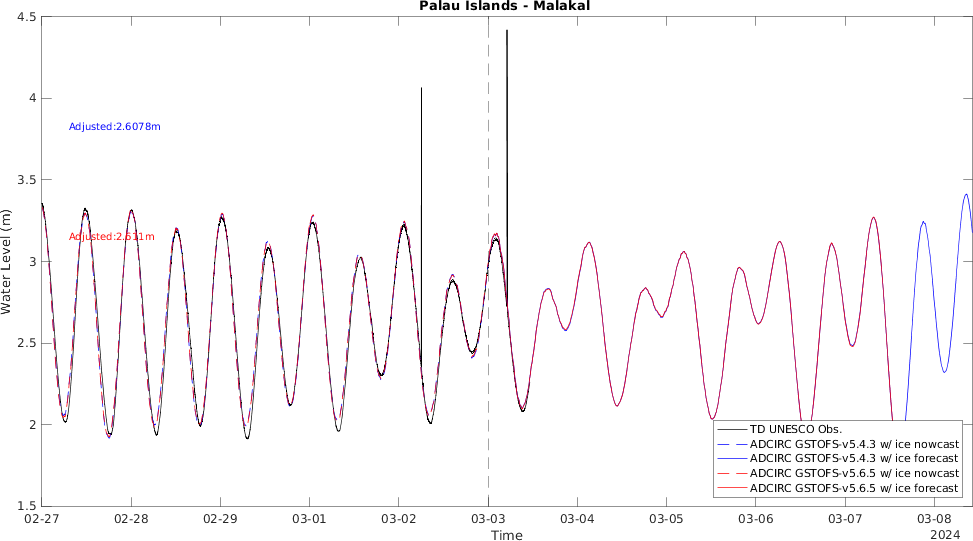 Palau Islands - Malakal
4.5
4
3.5
3
2.5
2
1.5
Water Level (m)
Adjusted:2.6078m
Adjusted:2.611m
TD UNESCO Obs.
ADCIRC GSTOFS-v5.4.3 w/ ice nowcast
ADCIRC GSTOFS-v5.4.3 w/ ice forecast
ADCIRC GSTOFS-v5.6.5 w/ ice nowcast
ADCIRC GSTOFS-v5.6.5 w/ ice forecast
02-27 02-28 02-29 03-01 03-02 03-03 03-04 03-05 03-06 03-07 03-08
Time 2024